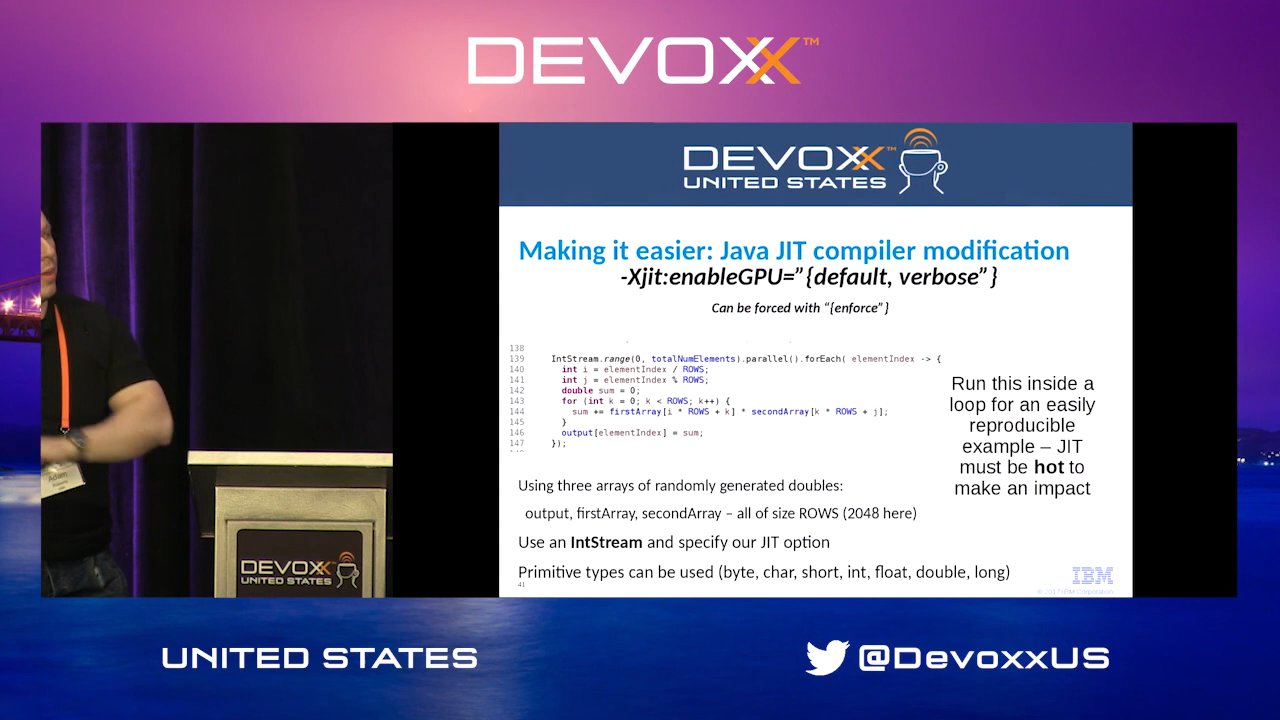 DEVOXX™
DEVOXX™
UNITED STATES
Making it easier: Java JIT compiler modification
-Xjit:enableGPU=”{default, verbose”}
Can be forced with “{enforce”}
138
139 IntStream.range(0, totalNumElements).parallel().forEach( elementIndex -> {
140 int i = elementIndex / ROWS;
141 int j = elementIndex % ROWS;
142 double sum = 0;
143 for (int k = 0; k < ROWS; k++) {
144 sum += firstArray[i * ROWS + k] * secondArray[k * ROWS + j];
145 }
146 output[elementIndex] = sum;
147 });
Run this inside a
loop for an easily
reproducible
example – JIT
must be hot to
make an impact
Using three arrays of randomly generated doubles:
output, firstArray, secondArray – all of size ROWS (2048 here)
Use an IntStream and specify our JIT option
Primitive types can be used (byte, char, short, int, float, double, long)
41
IBM
© 2017 IBM Corporation
Adam
DEVOXX
UNITED STATES
UNITED STATES
@DevoxxUS